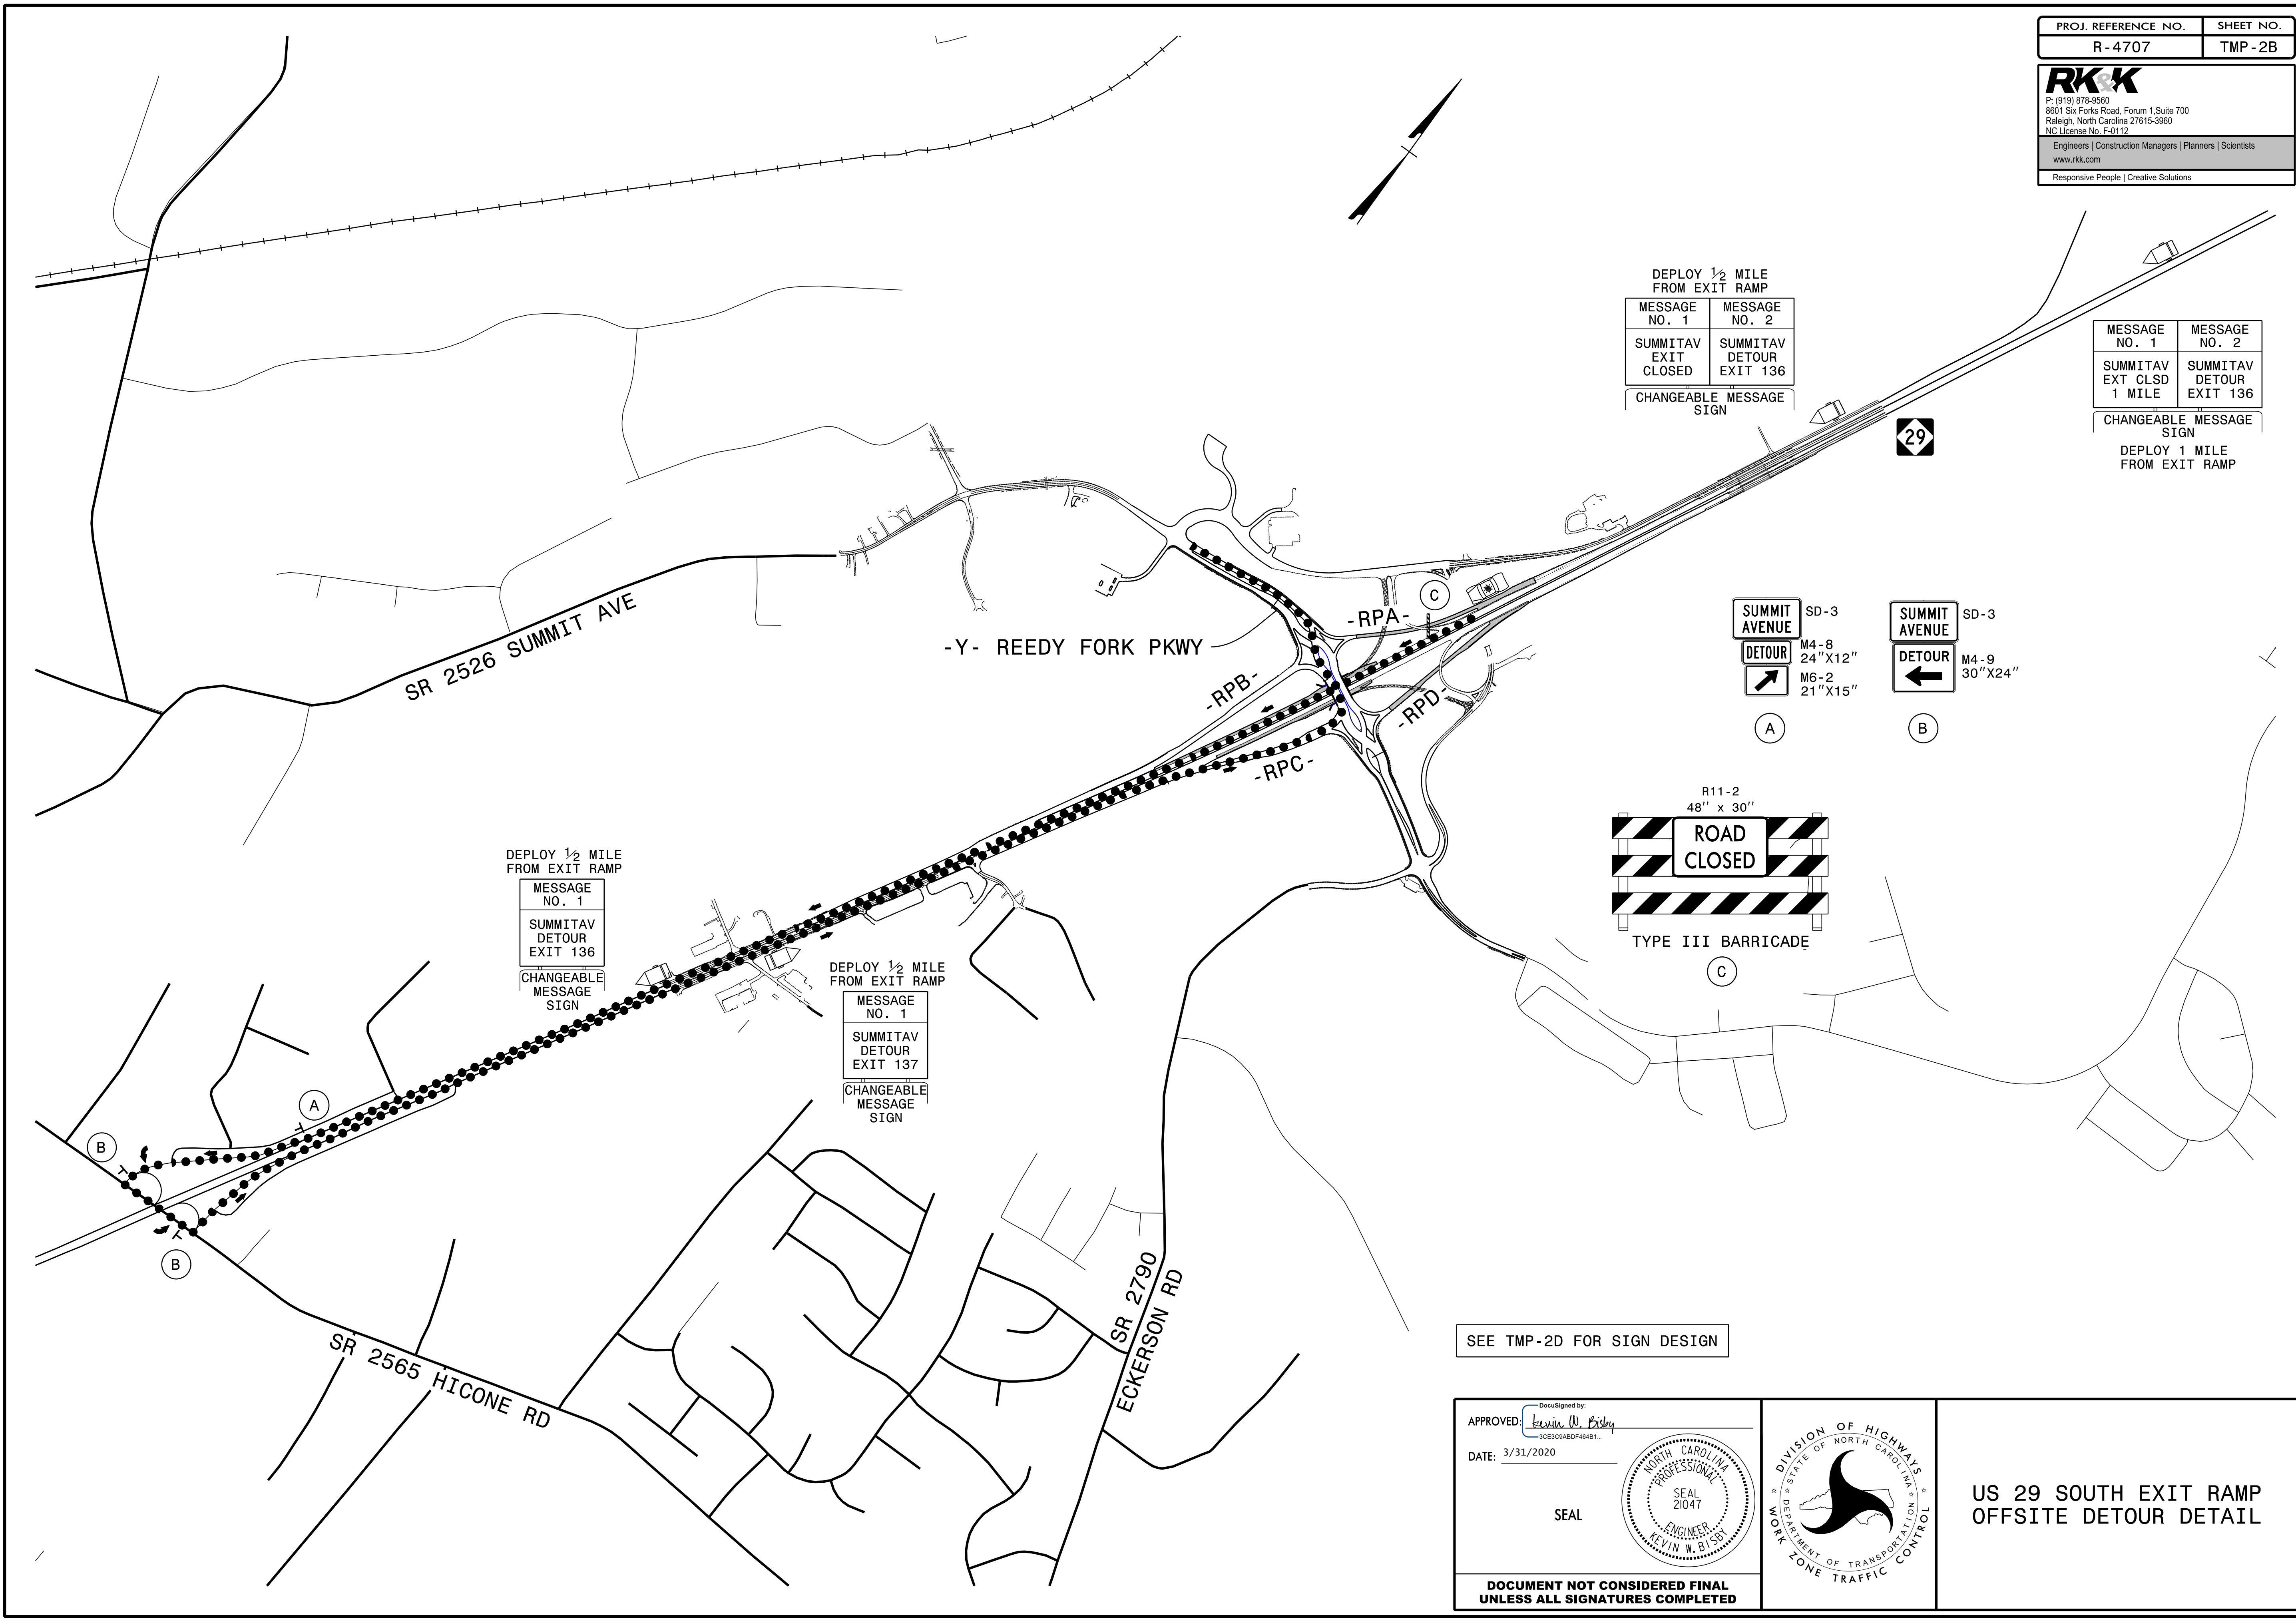 PROJ. REFERENCE NO.
SHEET NO.
R-4707
TMP-2B
RK&K
P: (919) 878-9560
8601 Six Forks Road, Forum 1,Suite 700
Raleigh, North Carolina 27615-3960
NC License No. F-0112
Engineers | Construction Managers | Planners | Scientists
www.rkk.com
Responsive People | Creative Solutions
DEPLOY 1/2 MILE
FROM EXIT RAMP
MESSAGE
NO. 1
SUMMITAV
EXIT
CLOSED
MESSAGE
NO. 2
SUMMITAV
DETOUR
EXIT 136
CHANGEABLE MESSAGE
SIGN
MESSAGE
NO. 1
SUMMITAV
EXT CLSD
1 MILE
MESSAGE
NO. 2
SUMMITAV
DETOUR
EXIT 136
CHANGEABLE MESSAGE
SIGN
DEPLOY 1 MILE
FROM EXIT RAMP
29
C
-RPA-
-Y- REEDY FORK PKWY
SR 2526 SUMMIT AVE
-RPB-
-RPD-
-RPC-
SUMMIT
AVENUE
SD-3
DETOUR
M4-8
24"X12"
M6-2
21"X15"
A
SUMMIT
AVENUE
SD-3
DETOUR
M4-9
30"X24"
B
R11-2
48" x 30"
ROAD
CLOSED
TYPE III BARRICADE
C
DEPLOY 1/2 MILE
FROM EXIT RAMP
MESSAGE
NO. 1
SUMMITAV
DETOUR
EXIT 136
CHANGEABLE
MESSAGE
SIGN
DEPLOY 1/2 MILE
FROM EXIT RAMP
MESSAGE
NO. 1
SUMMITAV
DETOUR
EXIT 137
CHANGEABLE
MESSAGE
SIGN
A
B
B
SR 2565 HICONE RD
SR 2790
ECKERSON RD
SEE TMP-2D FOR SIGN DESIGN
DocuSigned by:
APPROVED: Kevin W. Bisby
3CE3C9ABDF464B1...
DATE: 3/31/2020
SEAL
NORTH CAROLINA
PROFESSIONAL
SEAL
21047
ENGINEER
KEVIN W. BISBY
DOCUMENT NOT CONSIDERED FINAL
UNLESS ALL SIGNATURES COMPLETED
DIVISION OF HIGHWAYS
STATE OF NORTH CAROLINA
DEPARTMENT OF TRANSPORTATION
WORK ZONE TRAFFIC CONTROL
US 29 SOUTH EXIT RAMP
OFFSITE DETOUR DETAIL